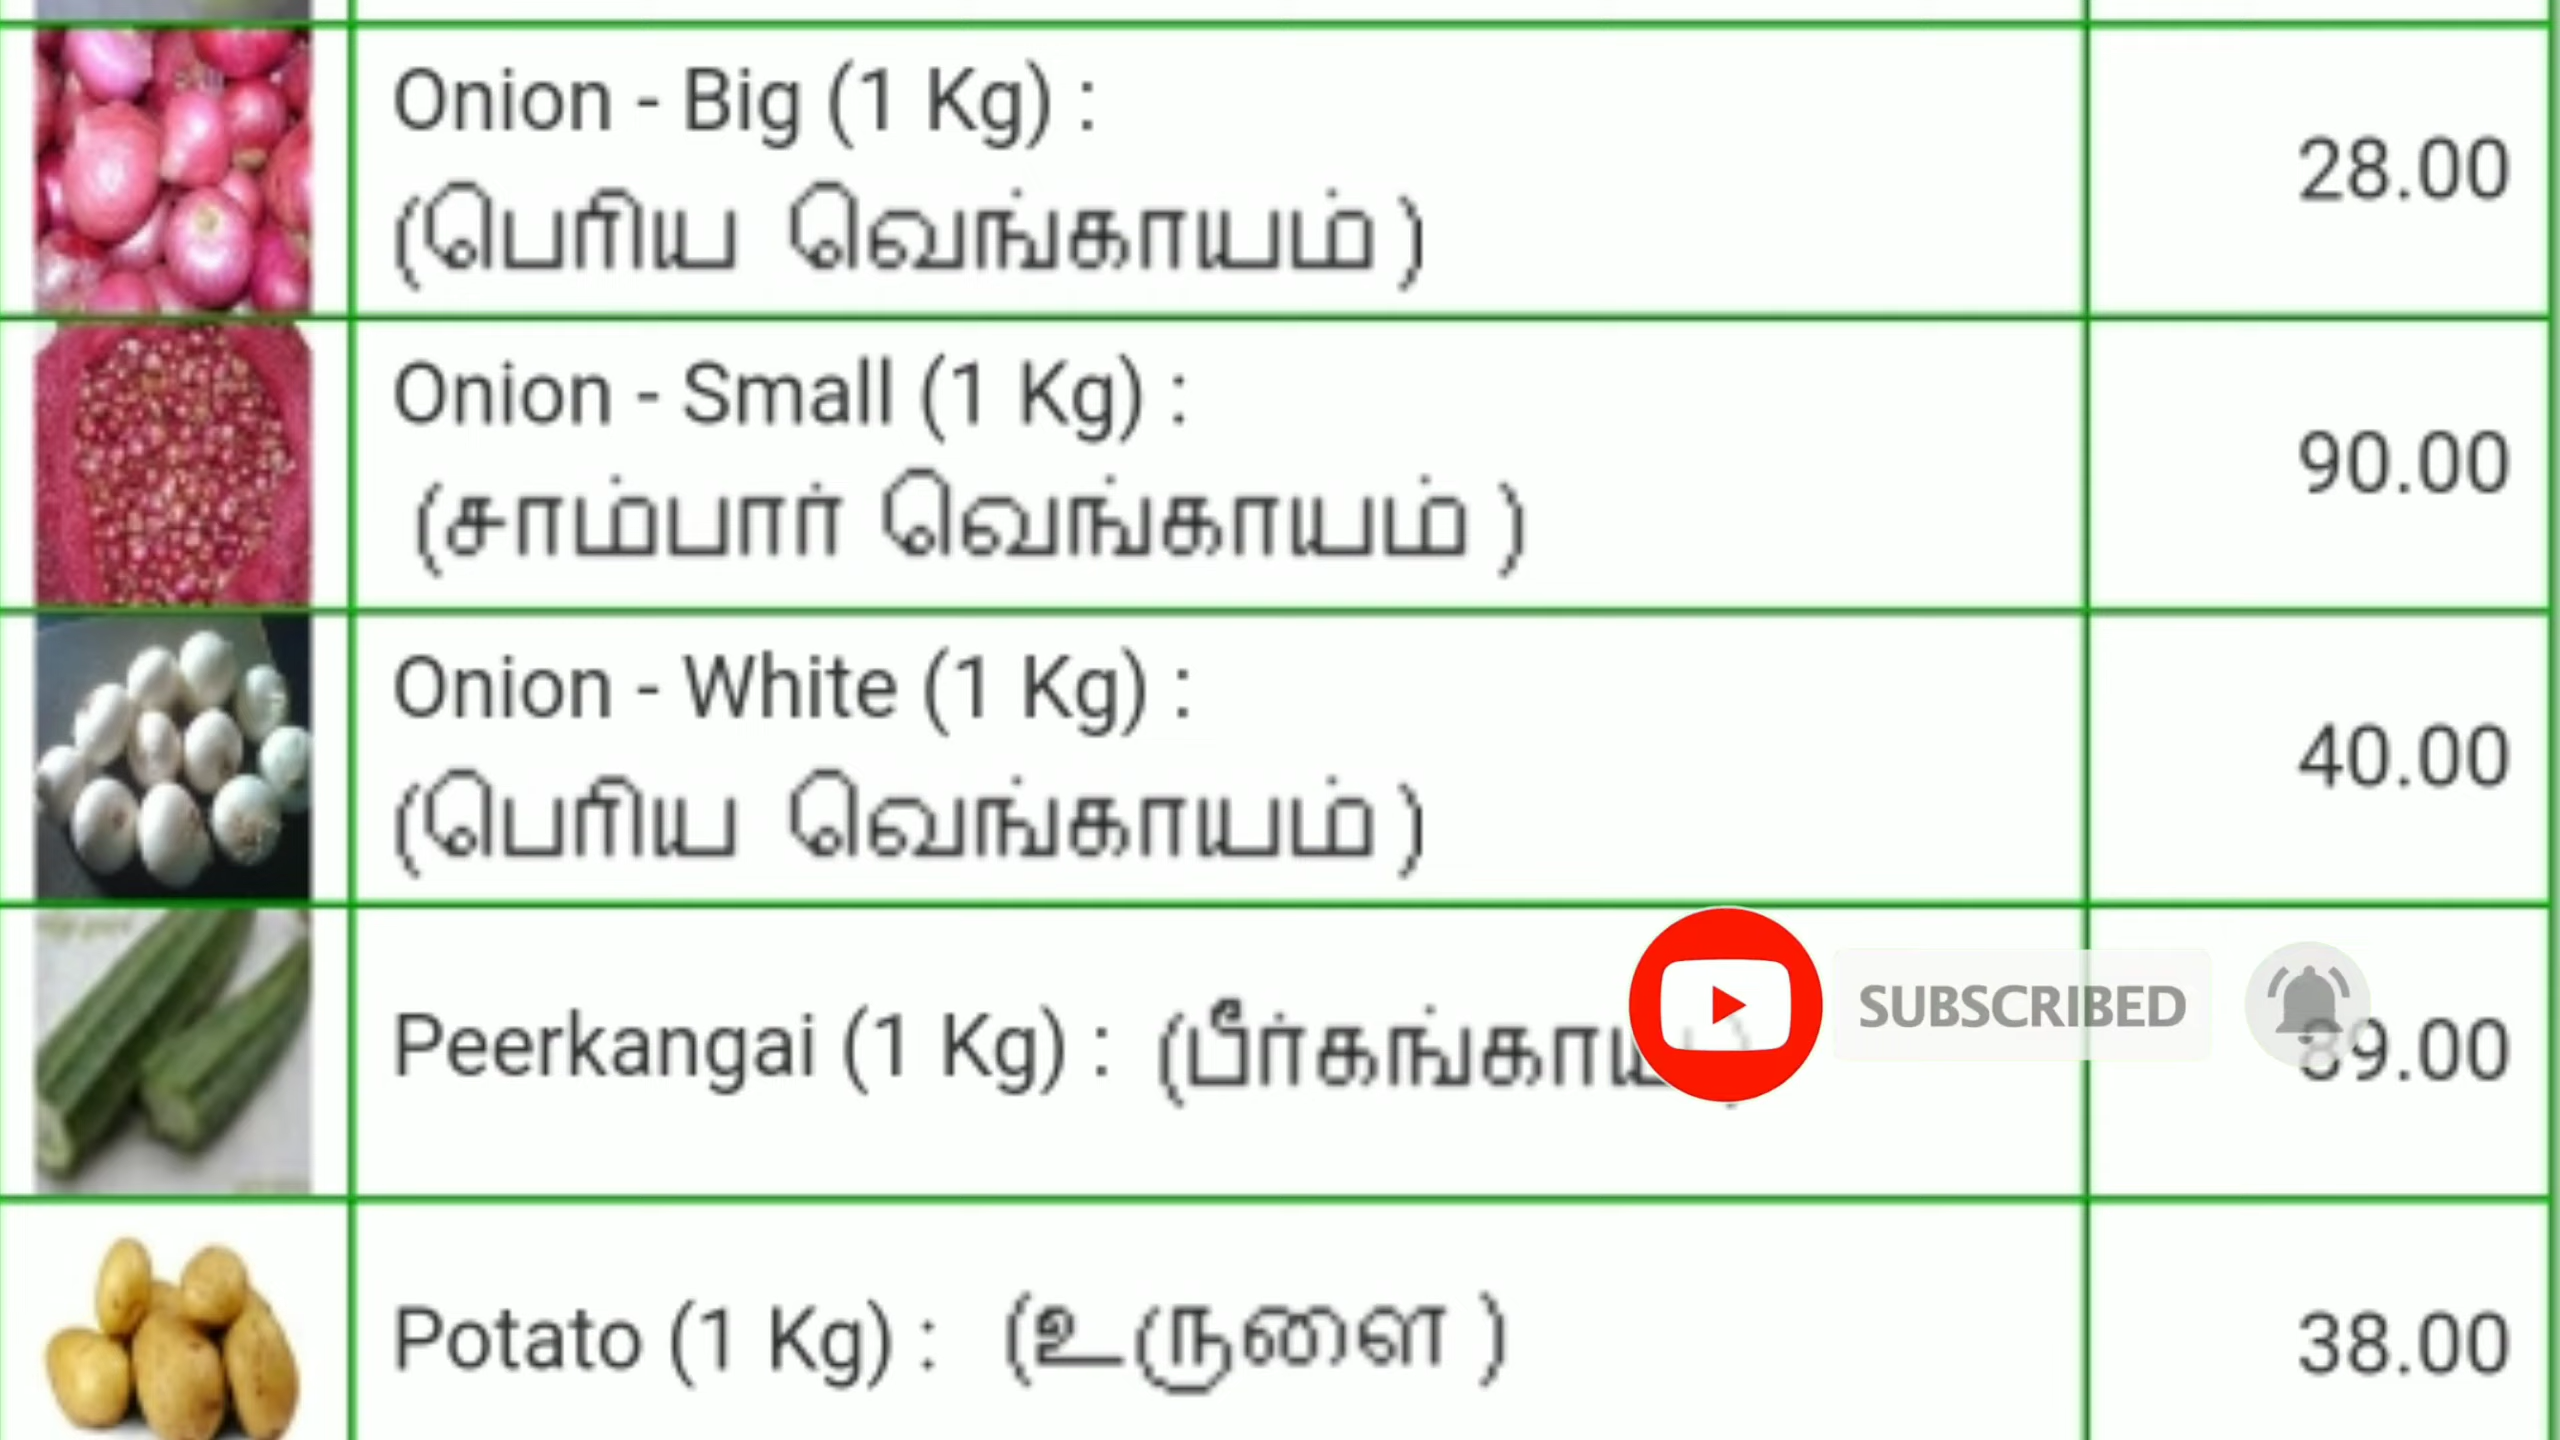 Onion - Big (1 Kg) :
(பெரிய வெங்காயம் )
28.00
Onion - Small (1 Kg) :
(சாம்பார் வெங்காயம் )
90.00
Onion - White (1 Kg) :
(பெரிய வெங்காயம் )
40.00
Peerkangai (1 Kg) :
SUBSCRIBED
Potato (1 Kg) : (உருளை )
38.00